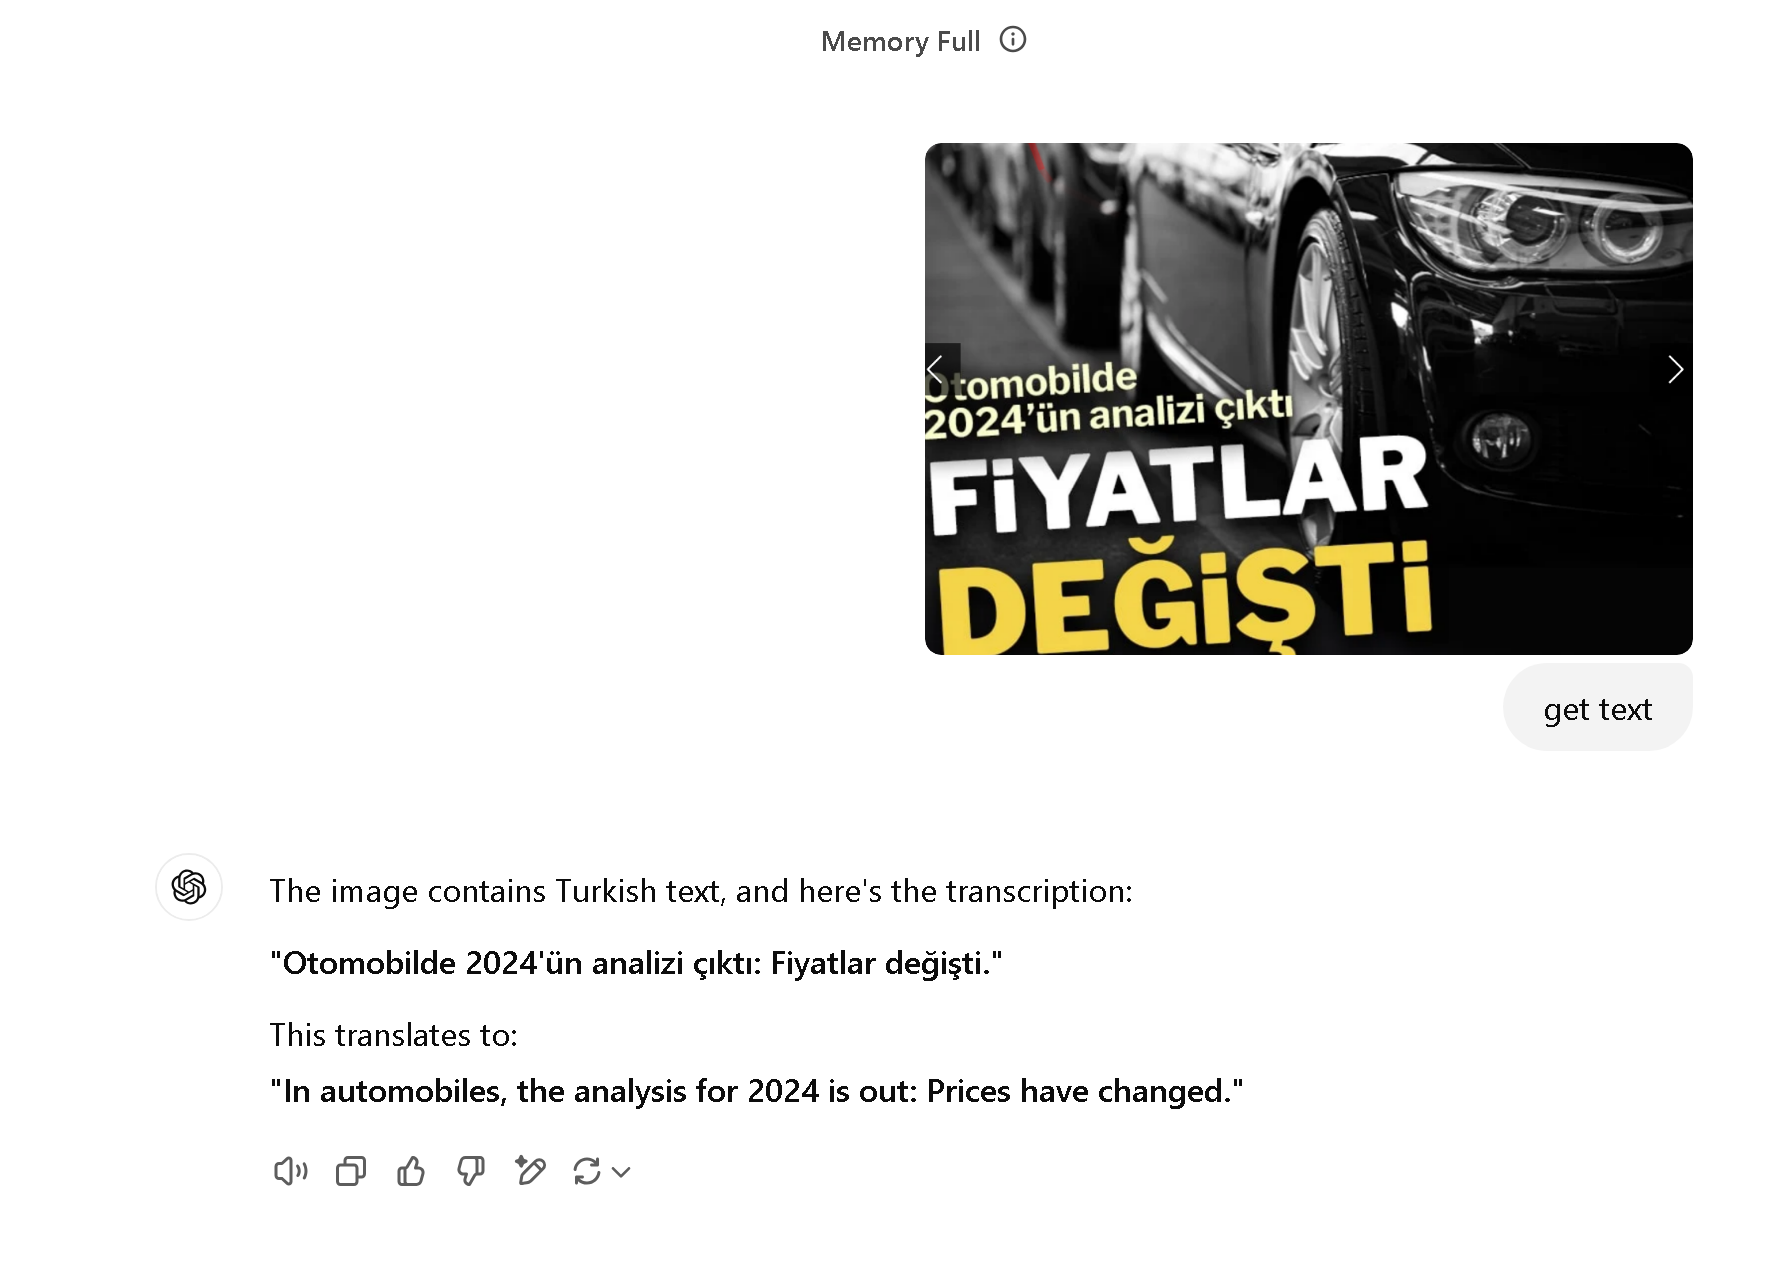 Memory Full
Otomobilde
2024’ün analizi çıktı
FİYATLAR
DEĞİŞTİ
get text
The image contains Turkish text, and here's the transcription:
"Otomobilde 2024'ün analizi çıktı: Fiyatlar değişti."
This translates to:
"In automobiles, the analysis for 2024 is out: Prices have changed."